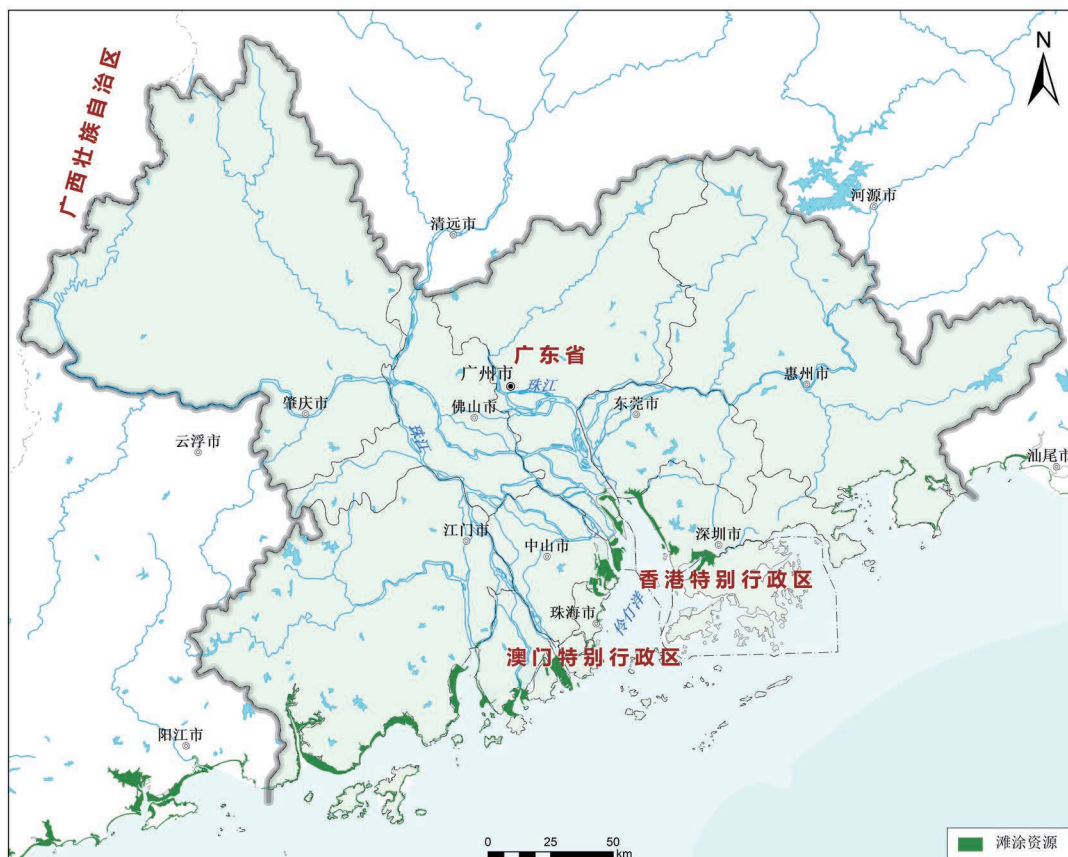 N
广西壮族自治区
河源市
清远市
广东省
广州市
珠江
惠州市
肇庆市
佛山市
东莞市
珠江
云浮市
汕尾市
江门市
中山市
深圳市
香港特别行政区
珠海市
伶仃洋
澳门特别行政区
阳江市
0 25 50
km
滩涂资源